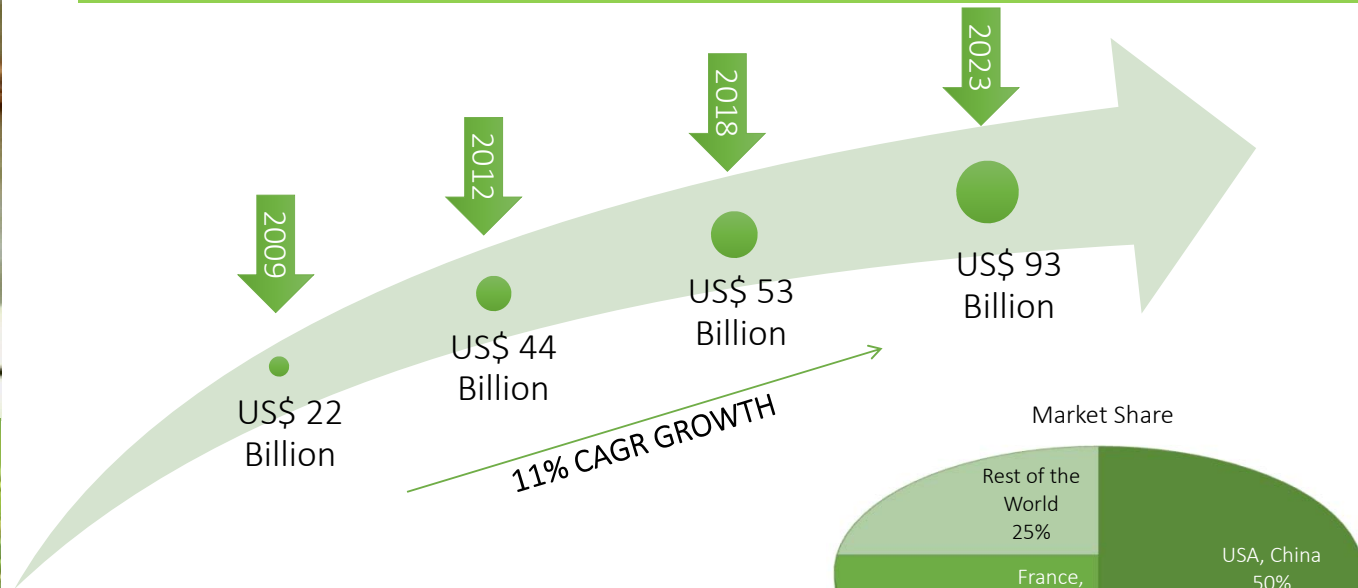 2009
2012
2018
2023
US$ 22
Billion
US$ 44
Billion
US$ 53
Billion
US$ 93
Billion
11% CAGR GROWTH
Market Share
Rest of the
World
25%
USA, China
50%
France,